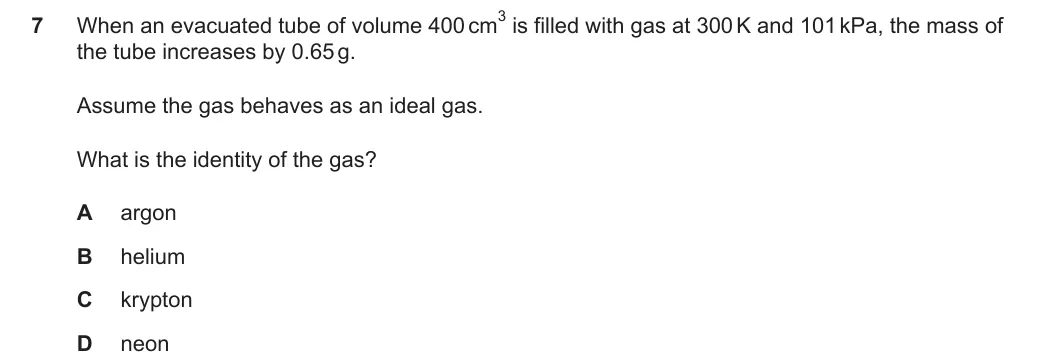 7 When an evacuated tube of volume 400 cm³ is filled with gas at 300 K and 101 kPa, the mass of
the tube increases by 0.65 g.
Assume the gas behaves as an ideal gas.
What is the identity of the gas?
A argon
B helium
C krypton
D neon